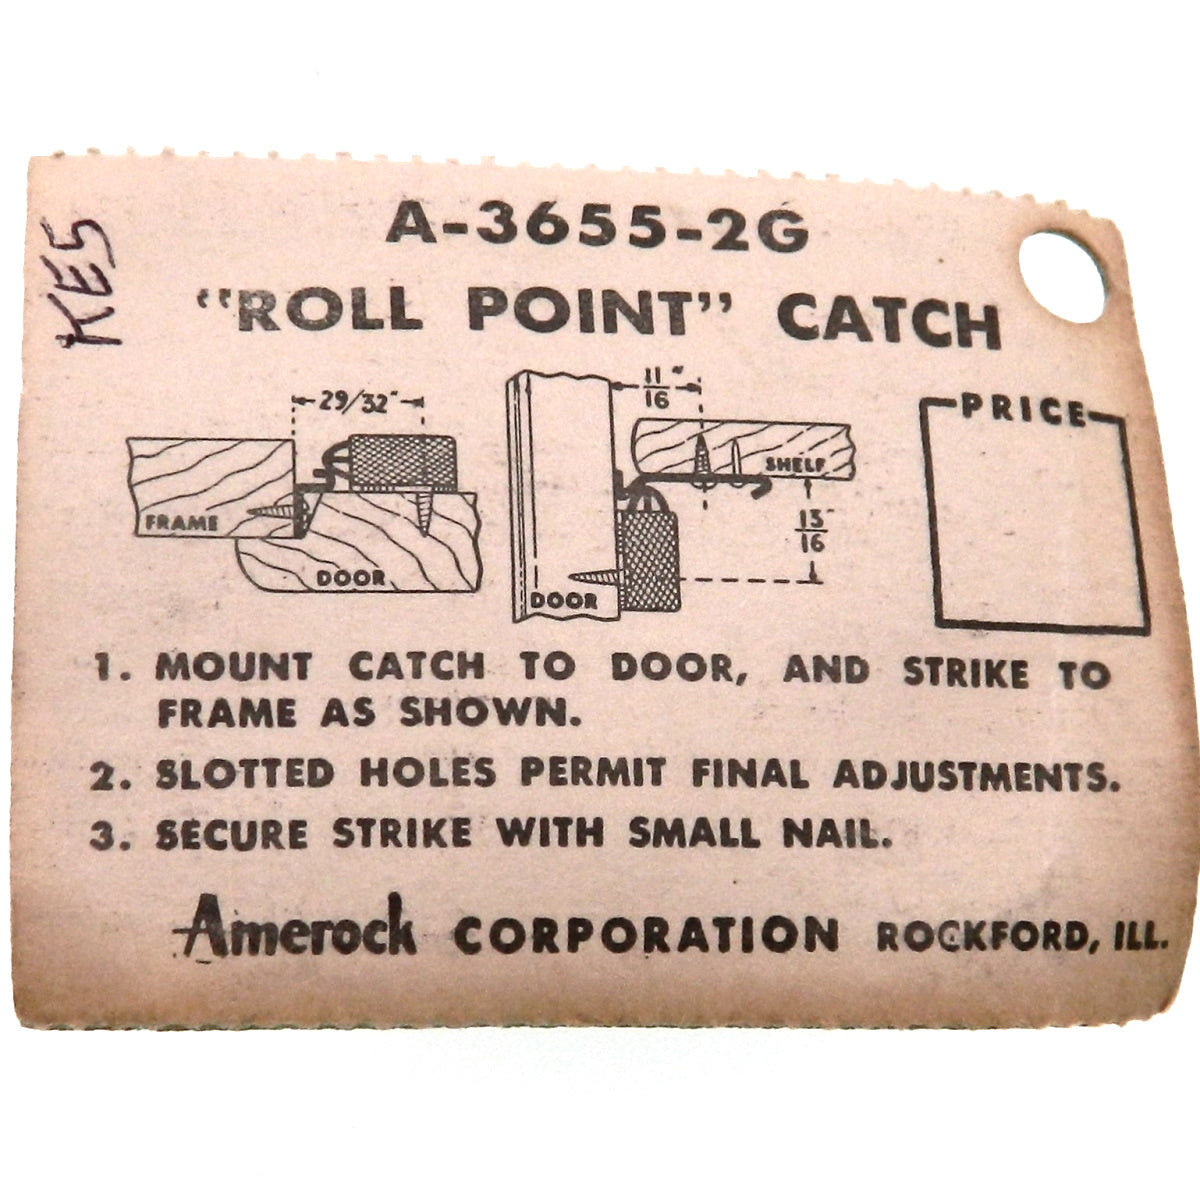 KE5
A-3655-2G
"ROLL POINT" CATCH
29/32"
11/16"
PRICE
SHELF
FRAME
13/16"
DOOR
DOOR
1. MOUNT CATCH TO DOOR, AND STRIKE TO
FRAME AS SHOWN.
2. SLOTTED HOLES PERMIT FINAL ADJUSTMENTS.
3. SECURE STRIKE WITH SMALL NAIL.
Amerock CORPORATION ROCKFORD, ILL.